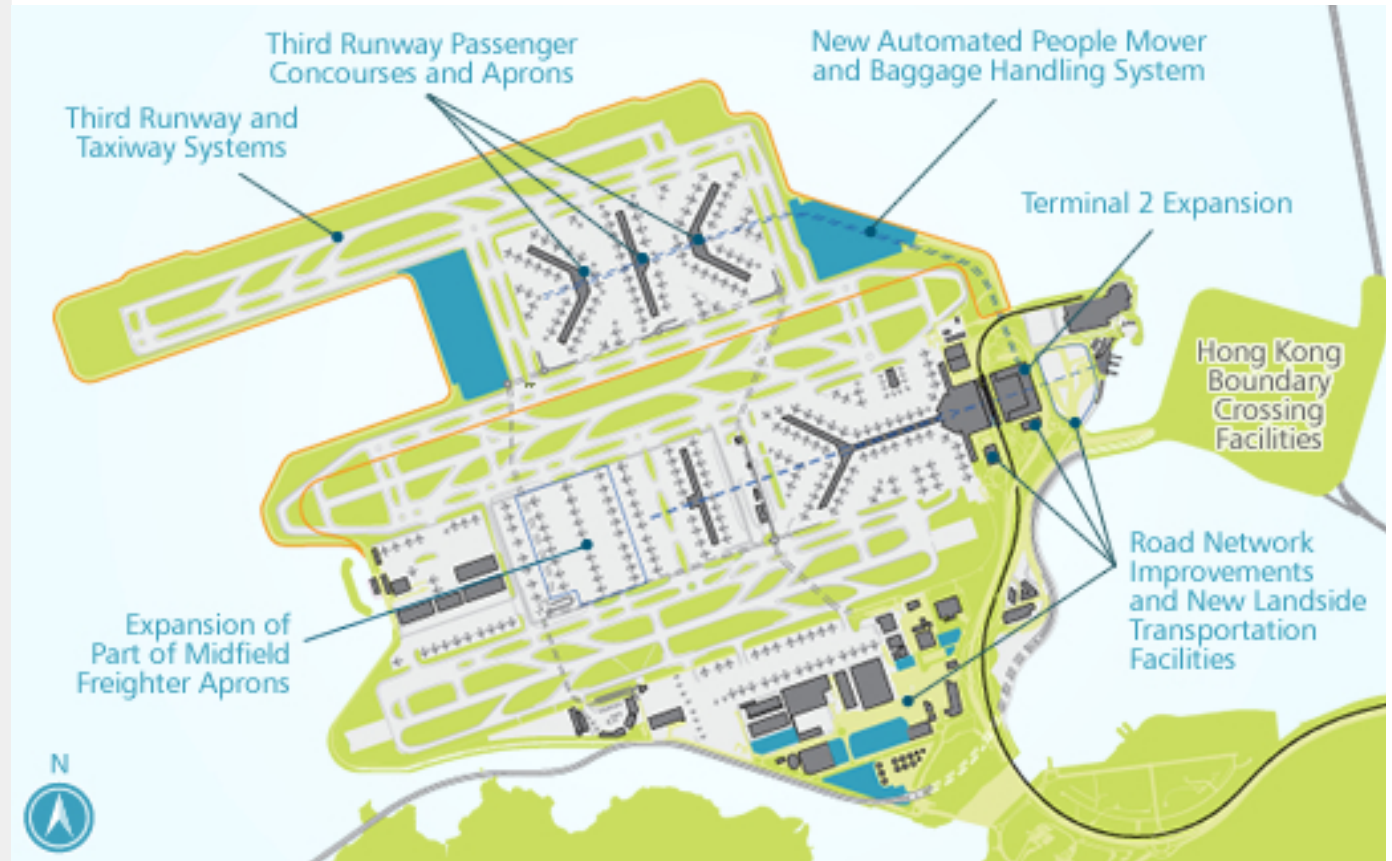 Third Runway Passenger
Concourses and Aprons
New Automated People Mover
and Baggage Handling System
Third Runway and
Taxiway Systems
Terminal 2 Expansion
Hong Kong
Boundary
Crossing
Facilities
Road Network
Improvements
and New Landside
Transportation
Facilities
Expansion of
Part of Midfield
Freighter Aprons
N